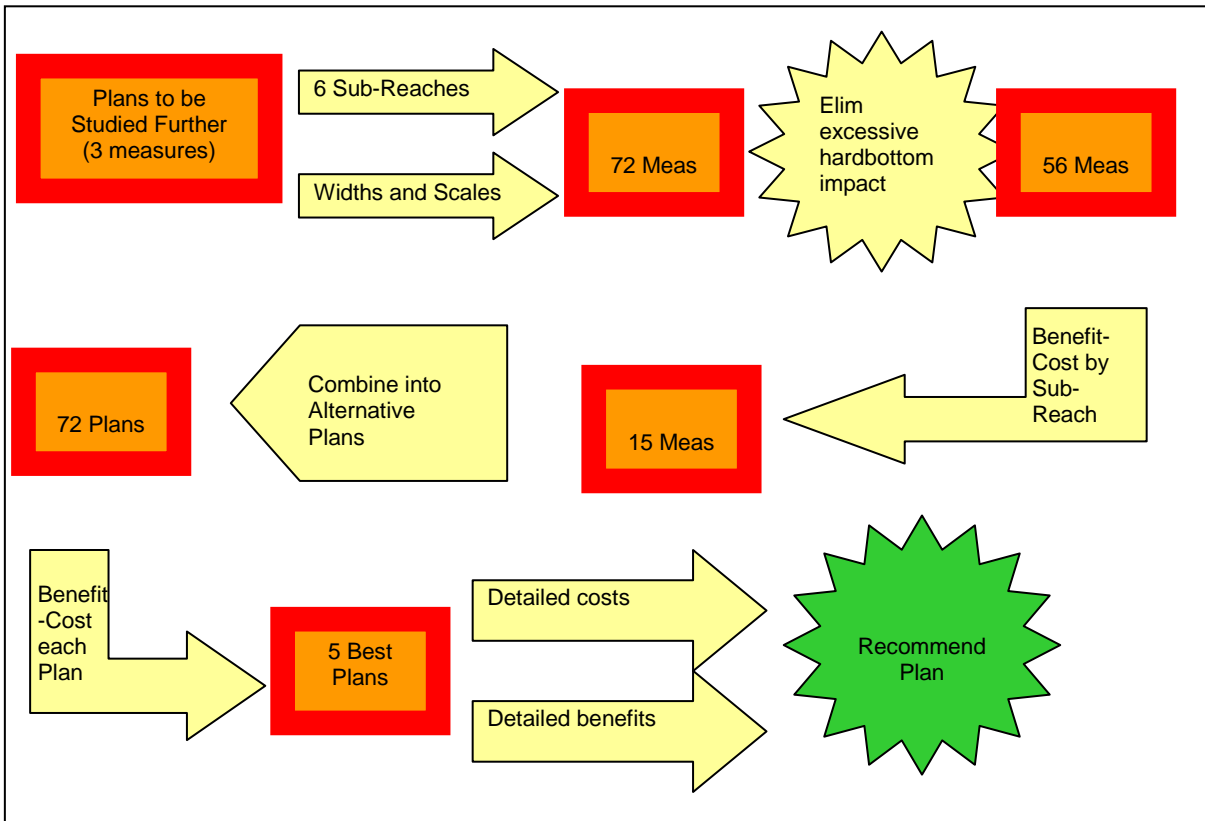 Plans to be
Studied Further
(3 measures)
6 Sub-Reaches
Widths and Scales
72 Meas
Elim
excessive
hardbottom
impact
56 Meas
Benefit-
Cost by
Sub-
Reach
15 Meas
Combine into
Alternative
Plans
72 Plans
Benefit
-Cost
each
Plan
5 Best
Plans
Detailed costs
Detailed benefits
Recommend
Plan